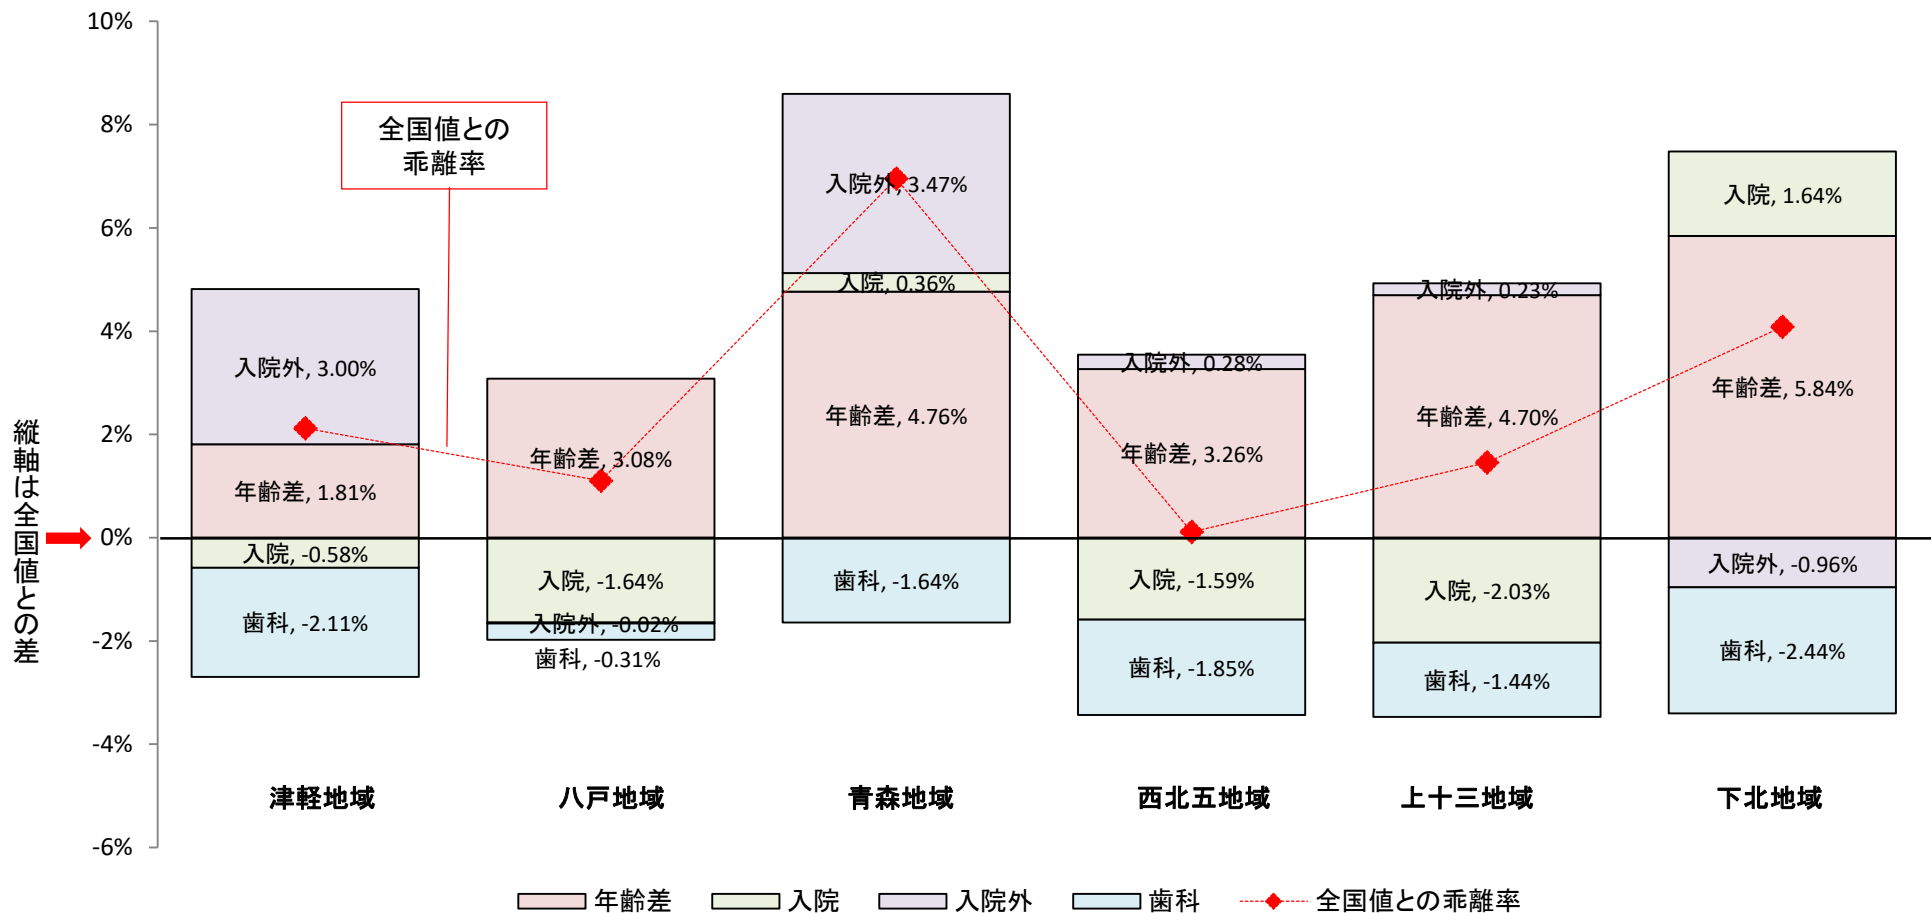 10%
8%
6%
4%
2%
0%
-2%
-4%
-6%
縦軸は全国値との差
全国値との
乖離率
入院外, 3.00%
年齢差, 1.81%
入院, -0.58%
歯科, -2.11%
年齢差, 3.08%
入院, -1.64%
入院外, -0.02%
歯科, -0.31%
入院外, 3.47%
入院, 0.36%
年齢差, 4.76%
歯科, -1.64%
入院外, 0.28%
年齢差, 3.26%
入院, -1.59%
歯科, -1.85%
入院外, 0.23%
年齢差, 4.70%
入院, -2.03%
歯科, -1.44%
入院, 1.64%
年齢差, 5.84%
入院外, -0.96%
歯科, -2.44%
津軽地域
八戸地域
青森地域
西北五地域
上十三地域
下北地域
年齢差
入院
入院外
歯科
全国値との乖離率